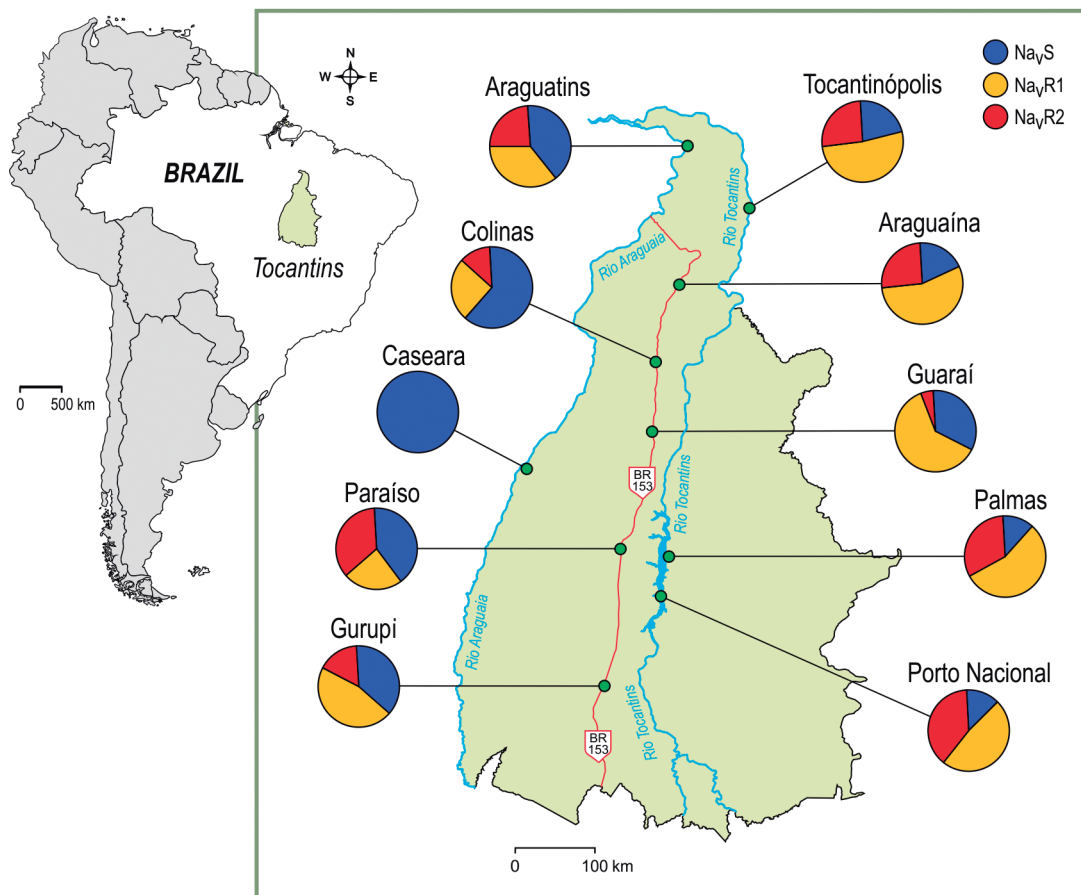 N
W E
S
BRAZIL
Tocantins
0 500 km
NaVS
NaVR1
NaVR2
Araguatins
Tocantinópolis
Colinas
Araguaína
Caseara
Guaraí
Paraíso
Palmas
Gurupi
Porto Nacional
Rio Araguaia
Rio Tocantins
BR
153
Rio Tocantins
Rio Araguaia
Rio Tocantins
BR
153
0 100 km